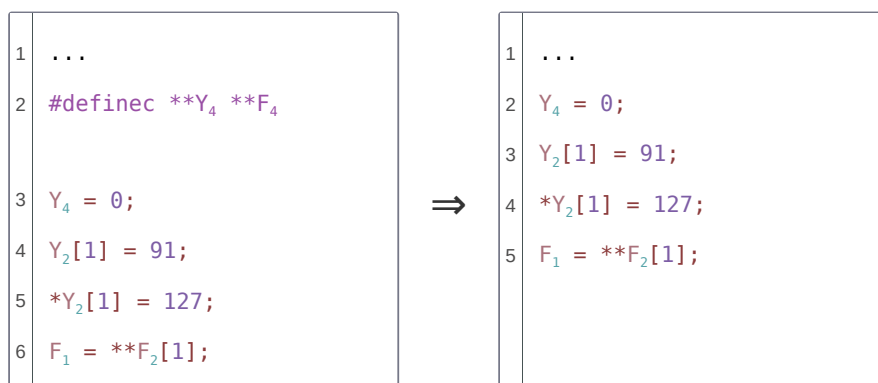 1 ...
2 #definec **Y₄ **F₄
3 Y₄ = 0;
4 Y₂[1] = 91;
5 *Y₂[1] = 127;
6 F₁ = **F₂[1];
⇒
1 ...
2 Y₄ = 0;
3 Y₂[1] = 91;
4 *Y₂[1] = 127;
5 F₁ = **F₂[1];